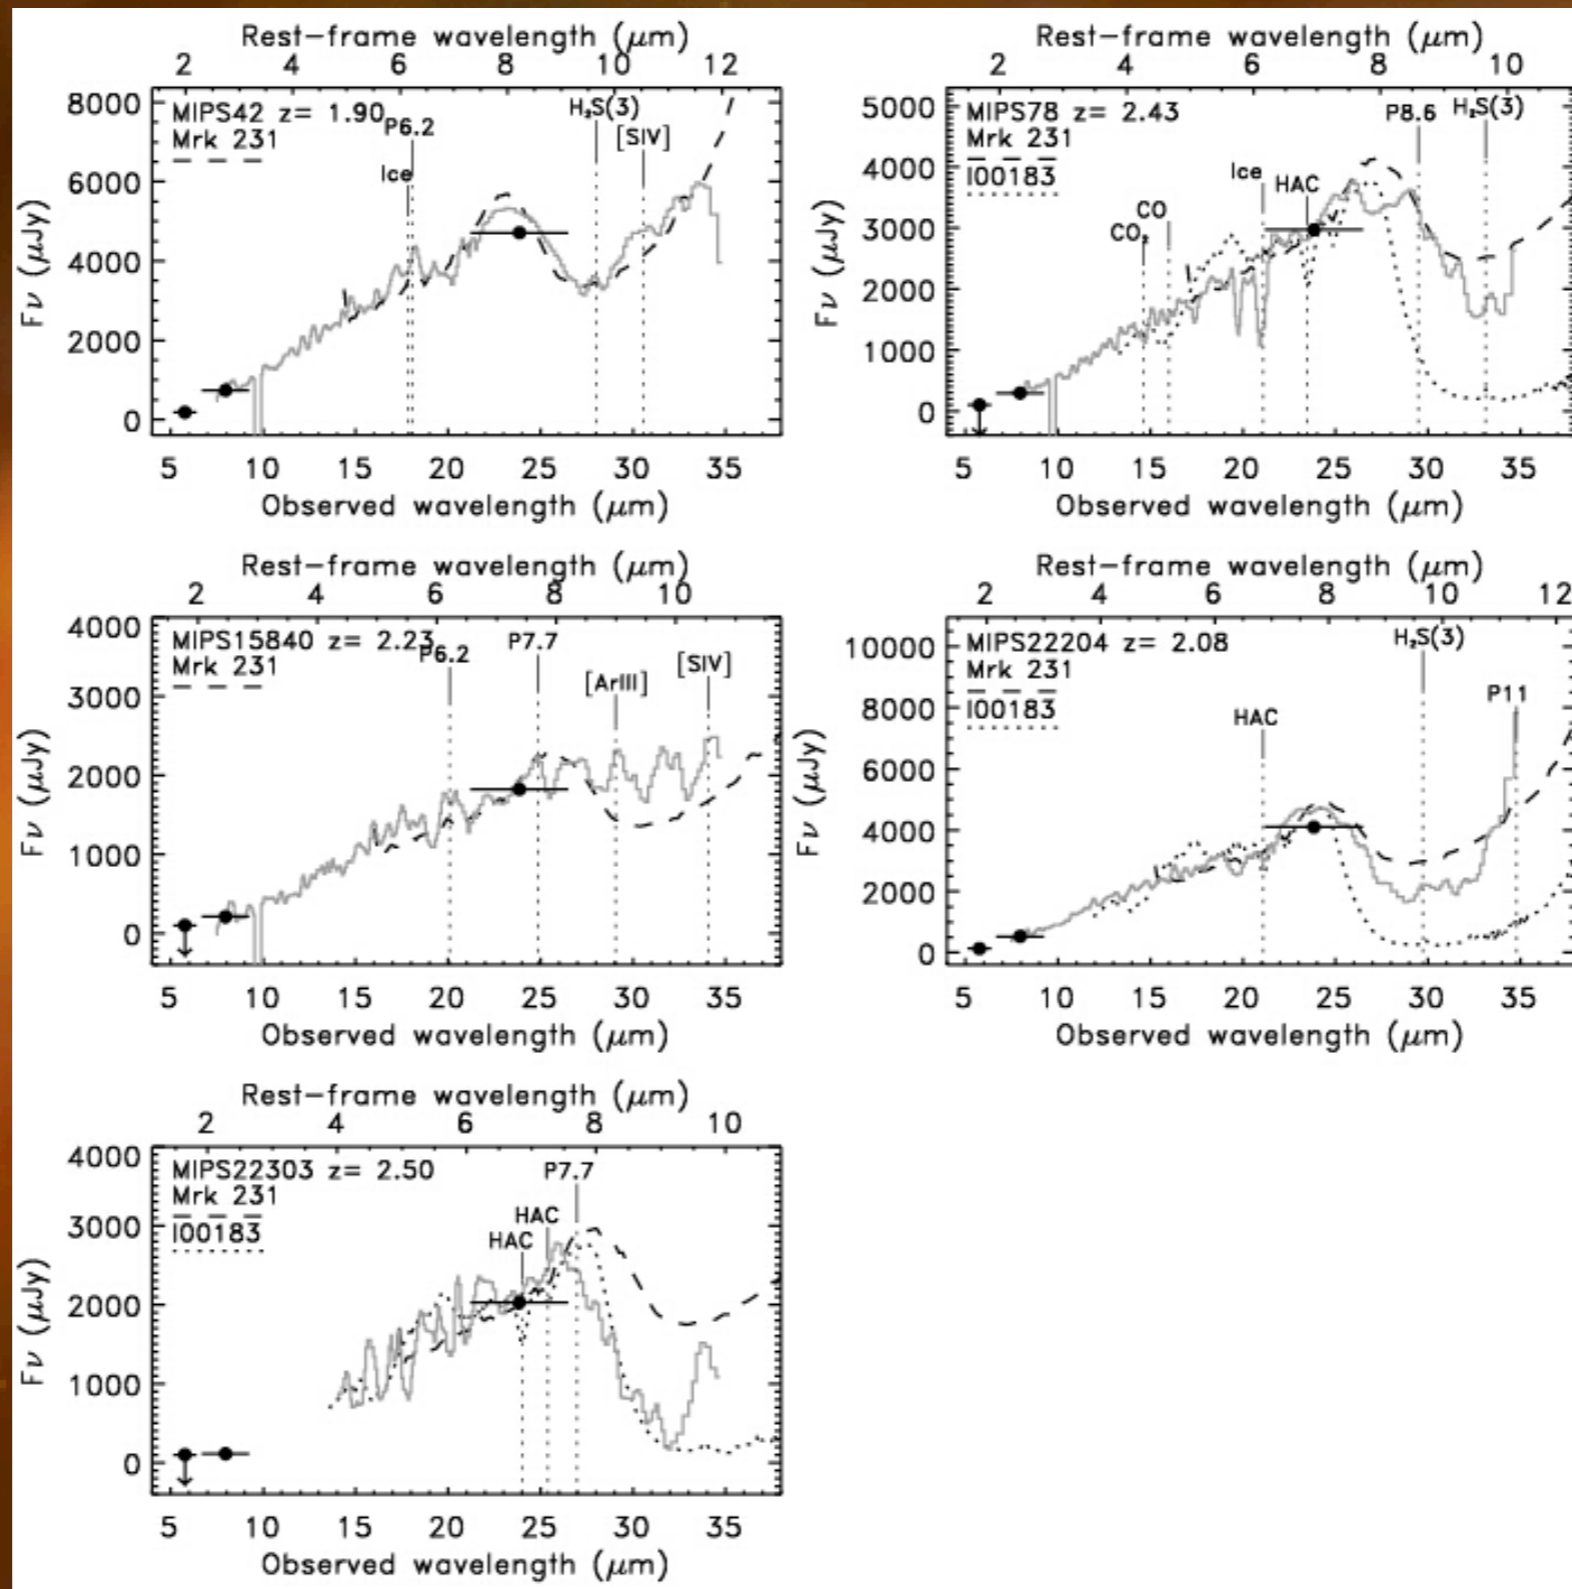 Rest-frame wavelength (μm)
2 4 6 8 10 12
8000
6000
4000
2000
0
Fν (μJy)
MIPS42 z= 1.90
Mrk 231
P6.2
Ice
H₂S(3)
[SIV]
5 10 15 20 25 30 35
Observed wavelength (μm)
Rest-frame wavelength (μm)
2 4 6 8 10
5000
4000
3000
2000
1000
0
Fν (μJy)
MIPS78 z= 2.43
Mrk 231
I00183
CO₂
CO
Ice
HAC
P8.6
H₂S(3)
5 10 15 20 25 30 35
Observed wavelength (μm)
Rest-frame wavelength (μm)
2 4 6 8 10
4000
3000
2000
1000
0
Fν (μJy)
MIPS15840 z= 2.23
Mrk 231
P6.2
P7.7
[ArIII]
[SIV]
5 10 15 20 25 30 35
Observed wavelength (μm)
Rest-frame wavelength (μm)
2 4 6 8 10 12
10000
8000
6000
4000
2000
0
Fν (μJy)
MIPS22204 z= 2.08
Mrk 231
I00183
HAC
H₂S(3)
P11
5 10 15 20 25 30 35
Observed wavelength (μm)
Rest-frame wavelength (μm)
2 4 6 8 10
4000
3000
2000
1000
0
Fν (μJy)
MIPS22303 z= 2.50
Mrk 231
I00183
HAC
HAC
P7.7
5 10 15 20 25 30 35
Observed wavelength (μm)